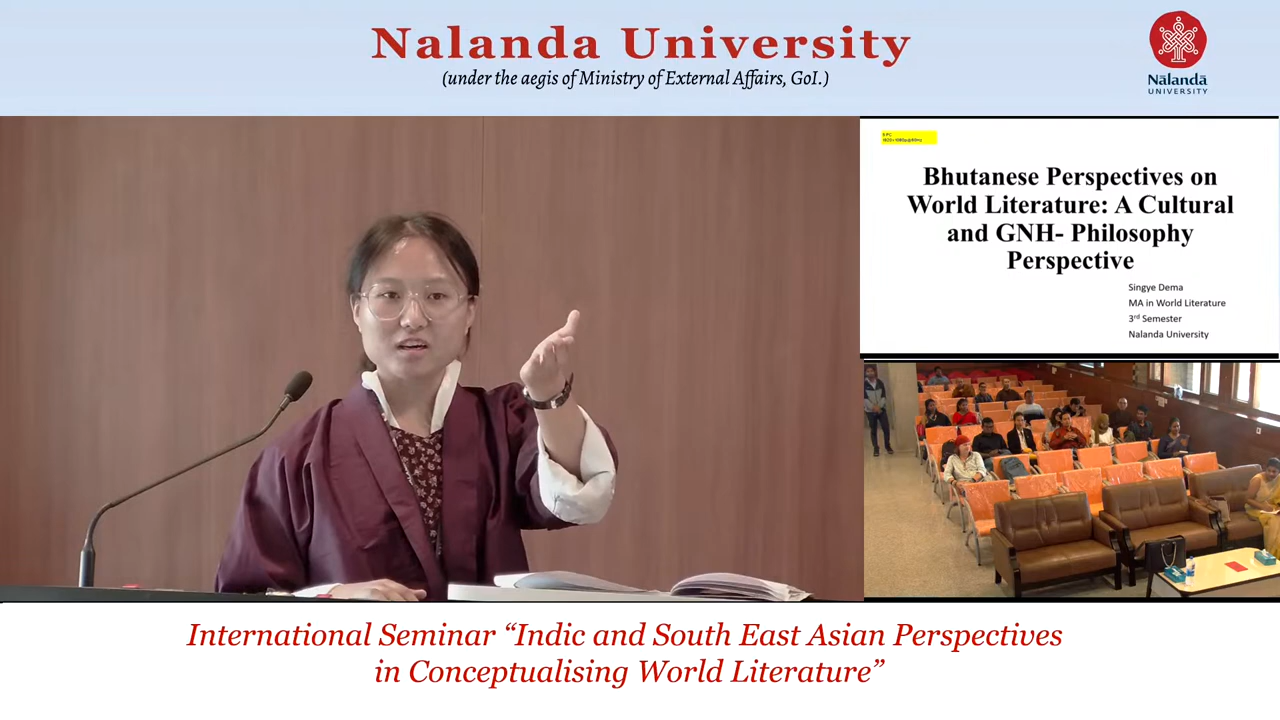 Nalanda University
(under the aegis of Ministry of External Affairs, GoI.)
Nālandā
UNIVERSITY
Bhutanese Perspectives on
World Literature: A Cultural
and GNH- Philosophy
Perspective
Singye Dema
MA in World Literature
3rd Semester
Nalanda University
International Seminar “Indic and South East Asian Perspectives
in Conceptualising World Literature”